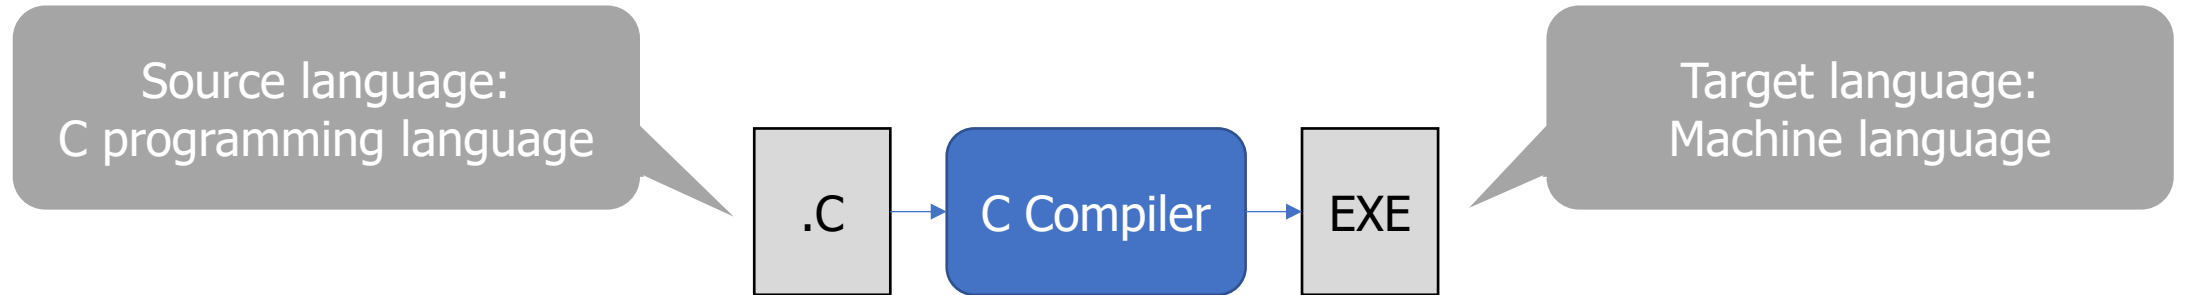 Source language:
C programming language
.C
C Compiler
EXE
Target language:
Machine language